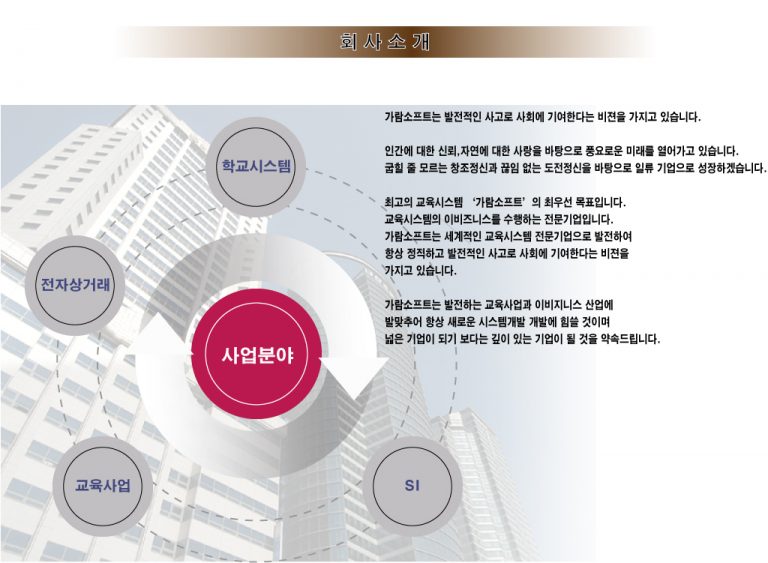 회사소개
가람소프트는 발전적인 사고로 사회에 기여한다는 비젼을 가지고 있습니다.
인간에 대한 신뢰,자연에 대한 사랑을 바탕으로 풍요로운 미래를 열어가고 있습니다.
굽힐 줄 모르는 창조정신과 끊임 없는 도전정신을 바탕으로 일류 기업으로 성장하겠습니다.
최고의 교육시스템 ‘가람소프트’의 최우선 목표입니다.
교육시스템의 이비즈니스를 수행하는 전문기업입니다.
가람소프트는 세계적인 교육시스템 전문기업으로 발전하여
항상 정직하고 발전적인 사고로 사회에 기여한다는 비젼을
가지고 있습니다.
가람소프트는 발전하는 교육사업과 이비지니스 산업에
발맞추어 항상 새로운 시스템개발 개발에 힘쓸 것이며
넓은 기업이 되기 보다는 깊이 있는 기업이 될 것을 약속드립니다.
학교시스템
전자상거래
사업분야
교육사업
SI